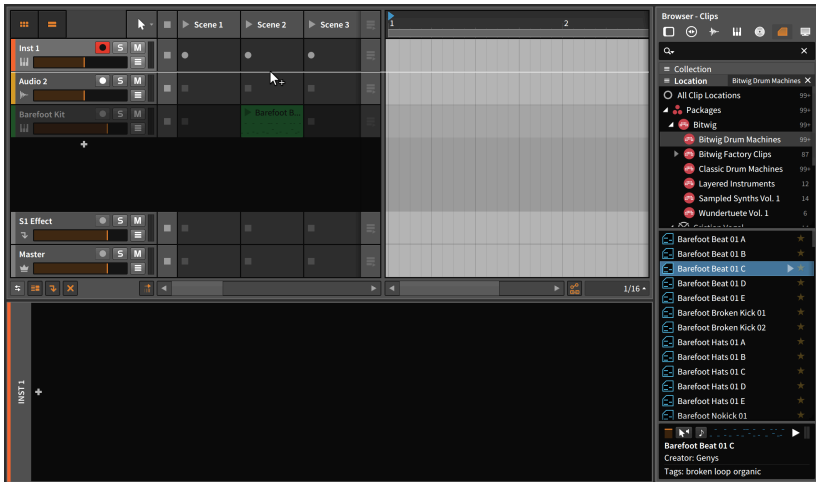 Scene 1
Scene 2
Scene 3
1
2
Inst 1
S
M
Audio 2
S
M
Barefoot Kit
S
M
Barefoot B...
S1 Effect
S
M
Master
S
M
1/16
INST 1
Browser - Clips
Collection
Location
Bitwig Drum Machines
All Clip Locations 99+
Packages 99+
Bitwig 99+
Bitwig Drum Machines 99+
Bitwig Factory Clips 87
Classic Drum Machines 99+
Layered Instruments 12
Sampled Synths Vol. 1 14
Wundertuete Vol. 1 6
Barefoot Beat 01 A
Barefoot Beat 01 B
Barefoot Beat 01 C
Barefoot Beat 01 D
Barefoot Beat 01 E
Barefoot Broken Kick 01
Barefoot Broken Kick 02
Barefoot Hats 01 A
Barefoot Hats 01 B
Barefoot Hats 01 C
Barefoot Hats 01 D
Barefoot Hats 01 E
Barefoot Nokick 01
Barefoot Beat 01 C
Creator: Genys
Tags: broken loop organic